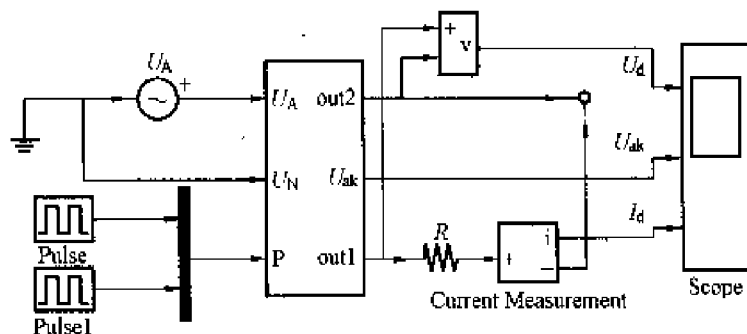 +
v
U_A
+
U_A out2
U_d
U_N U_ak
U_ak
P out1
R
+
i
−
I_d
Pulse
Pulse1
Current Measurement
Scope